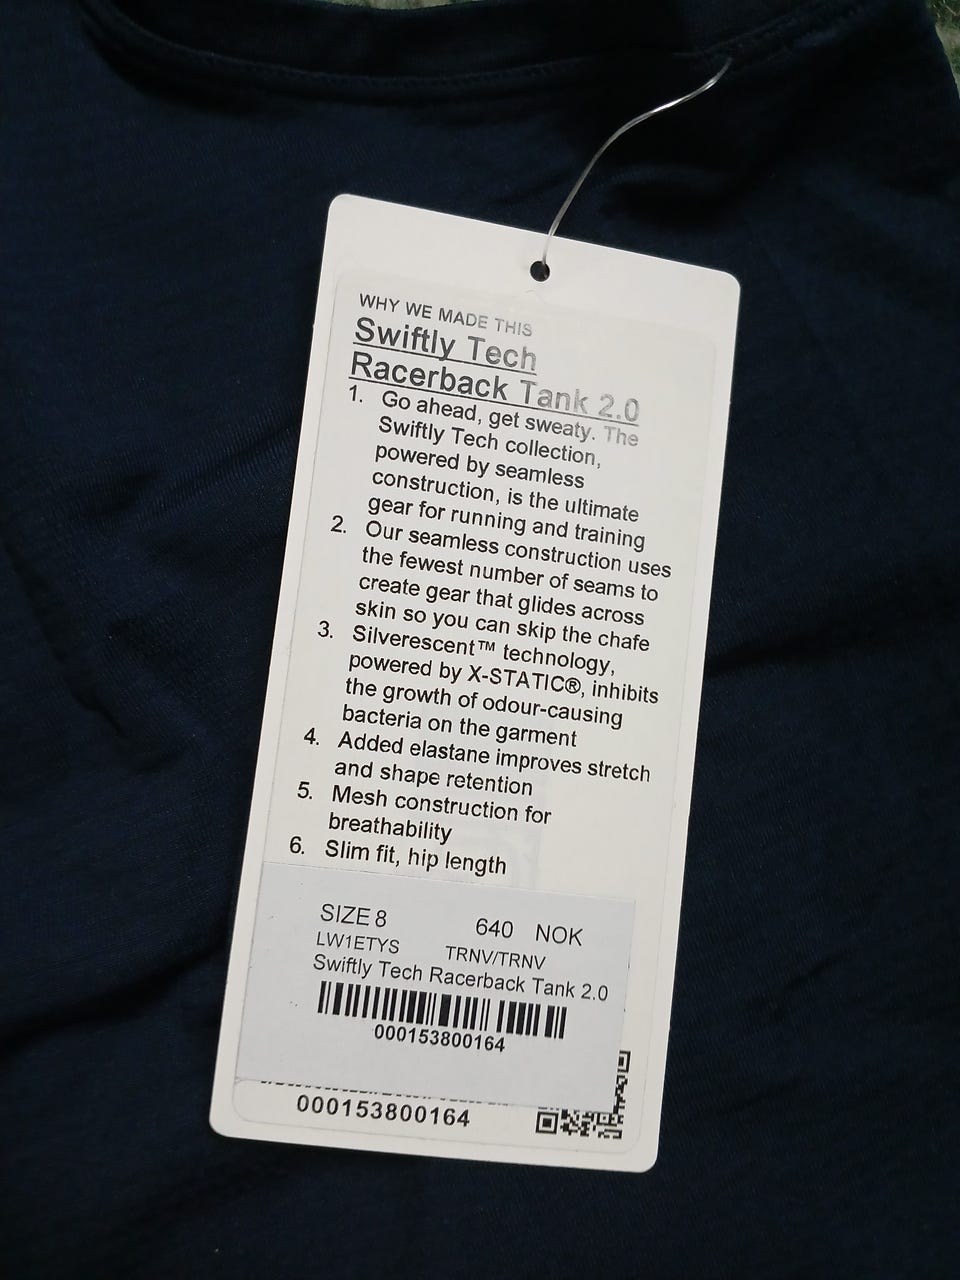 WHY WE MADE THIS
Swiftly Tech
Racerback Tank 2.0
1. Go ahead, get sweaty. The
Swiftly Tech collection,
powered by seamless
construction, is the ultimate
gear for running and training
2. Our seamless construction uses
the fewest number of seams to
create gear that glides across
skin so you can skip the chafe
3. Silverescent™ technology,
powered by X-STATIC®, inhibits
the growth of odour-causing
bacteria on the garment
4. Added elastane improves stretch
and shape retention
5. Mesh construction for
breathability
6. Slim fit, hip length
SIZE 8 640 NOK
LW1ETYS TRNV/TRNV
Swiftly Tech Racerback Tank 2.0
000153800164
000153800164